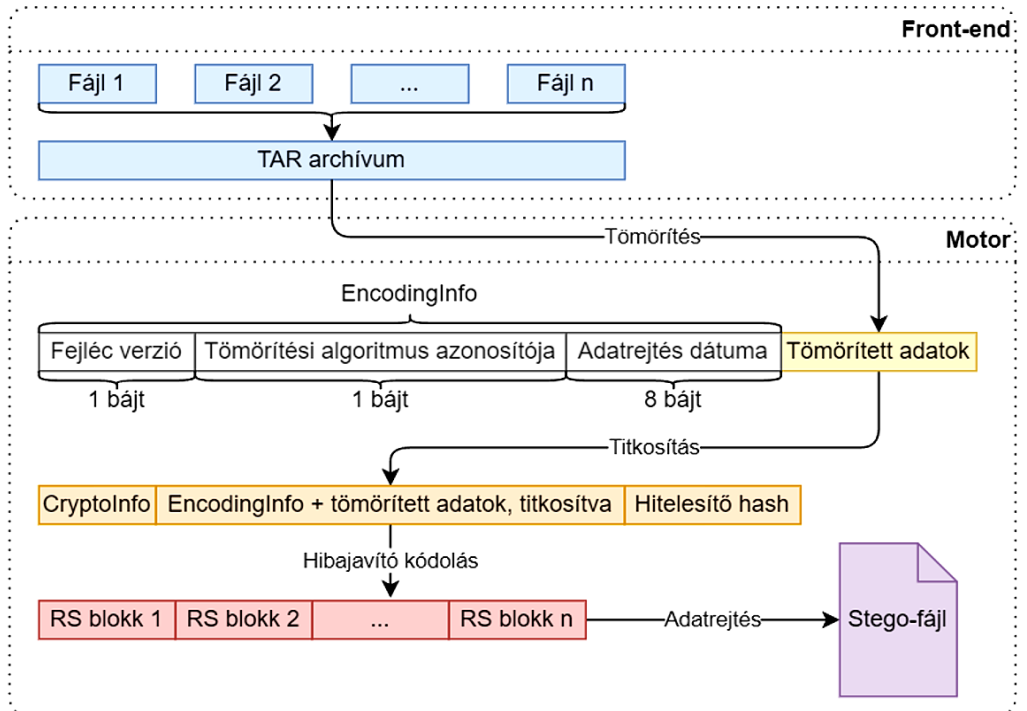 Front-end
Fájl 1 Fájl 2 ... Fájl n
TAR archívum
Tömörítés
Motor
EncodingInfo
Fejléc verzió Tömörítési algoritmus azonosítója Adatrejtés dátuma Tömörített adatok
1 bájt 1 bájt 8 bájt
Titkosítás
CryptoInfo EncodingInfo + tömörített adatok, titkosítva Hitelesítő hash
Hibajavító kódolás
RS blokk 1 RS blokk 2 ... RS blokk n Adatrejtés Stego-fájl